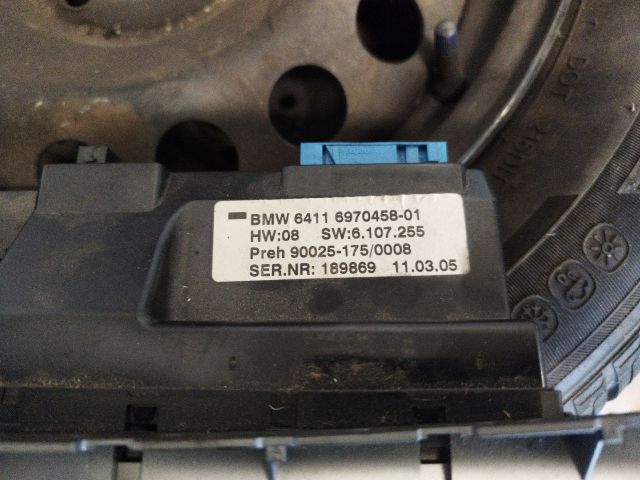 BMW 6411 6970458-01
HW:08 SW:6.107.255
Preh 90025-175/0008
SER.NR: 189869 11.03.05
DOT